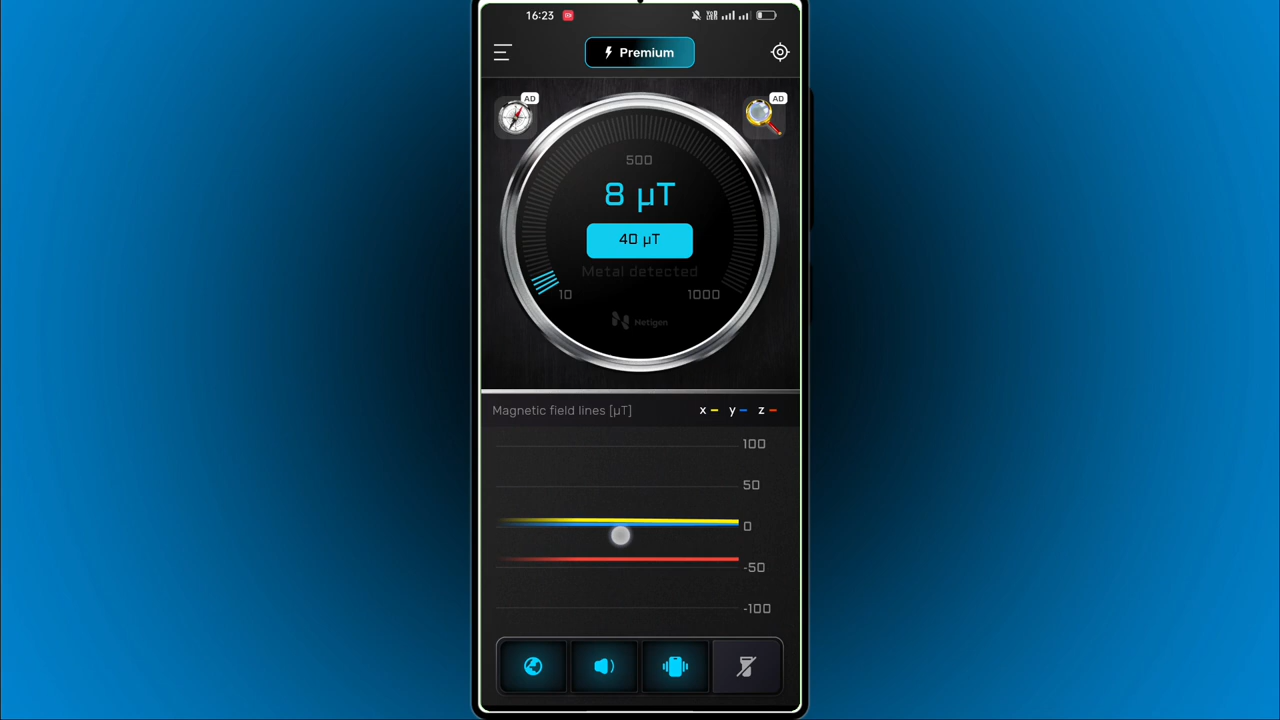 16:23
Premium
AD
AD
500
8 µT
40 µT
Metal detected
10
1000
Netigen
Magnetic field lines [µT]
x
y
z
100
50
0
-50
-100